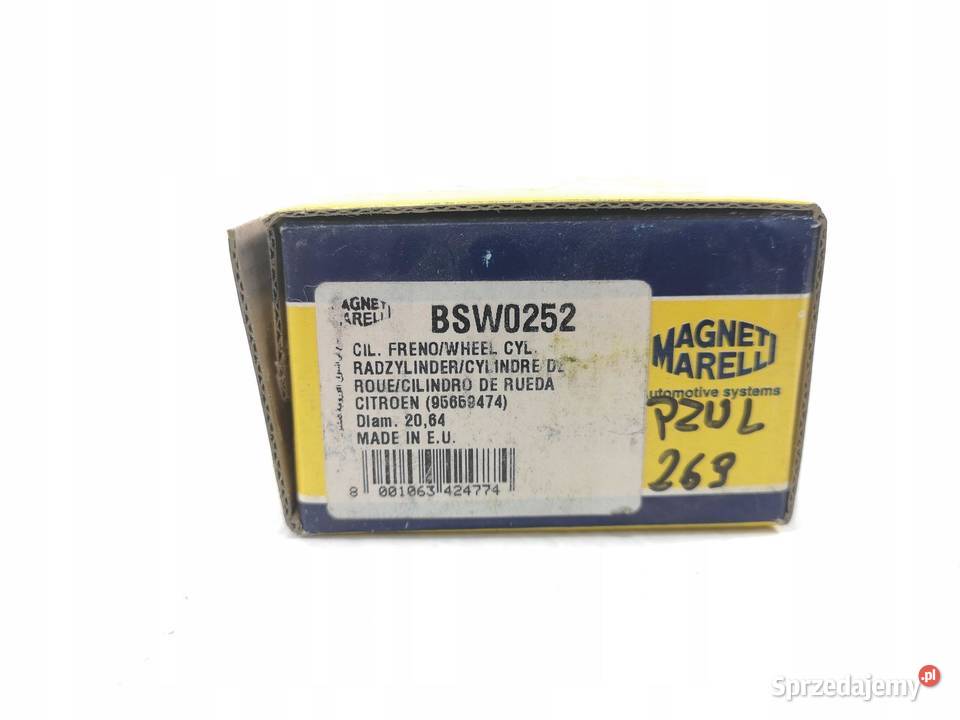 MAGNETI MARELLI
BSW0252
CIL. FRENO/WHEEL CYL.
RADZYLINDER/CYLINDRE DE
ROUE/CILINDRO DE RUEDA
CITROEN (95659474)
Diam. 20,64
MADE IN E.U.
8 001063 424774
MAGNETI
MARELLI
automotive systems
PZUL
269
Sprzedajemy.pl